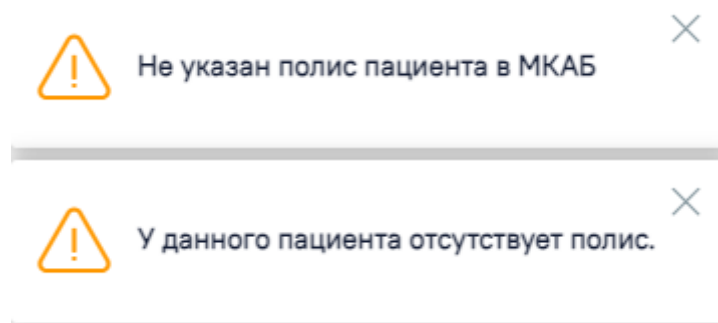 Не указан полис пациента в МКАБ
У данного пациента отсутствует полис.